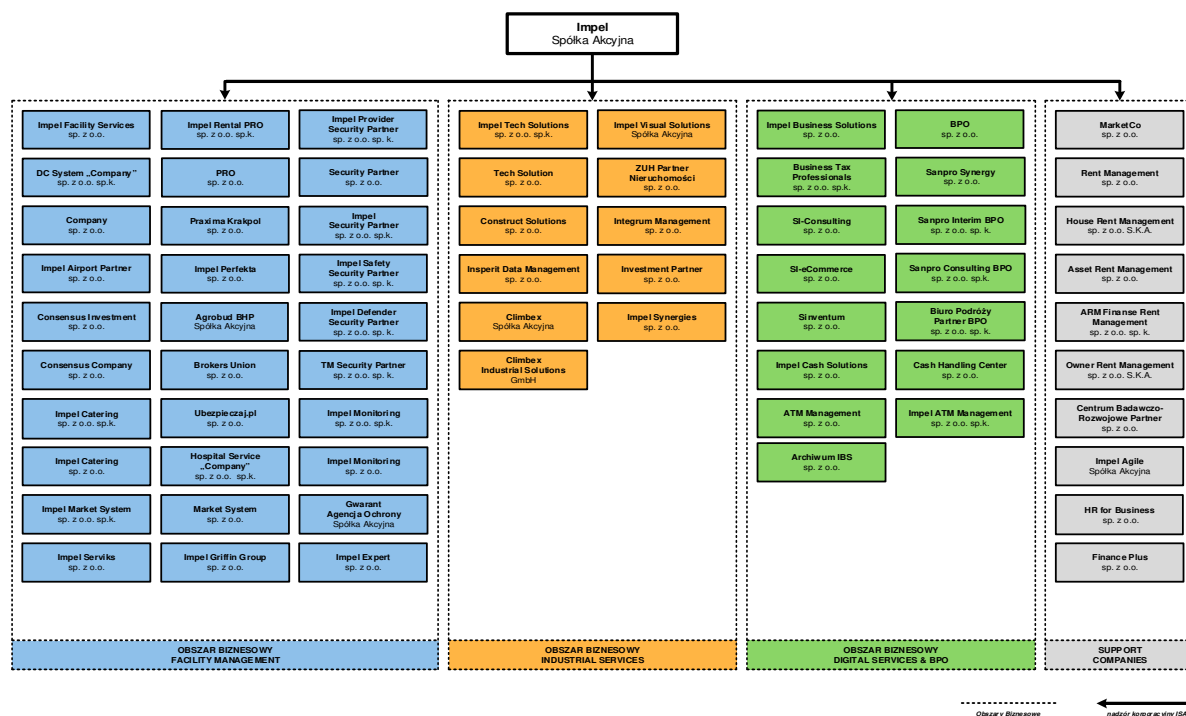 Impel
Spółka Akcyjna
Impel Facility Services
sp. z o.o.
DC System „Company”
sp. z o.o. sp.k.
Company
sp. z o.o.
Impel Airport Partner
sp. z o.o.
Consensus Investment
sp. z o.o.
Consensus Company
sp. z o.o.
Impel Catering
sp. z o.o. sp.k.
Impel Catering
sp. z o.o.
Impel Market System
sp. z o.o. sp.k.
Impel Serviks
sp. z o.o.
Impel Rental PRO
sp. z o.o. sp.k.
PRO
sp. z o.o.
Praxima Krakpol
sp. z o.o.
Impel Perfekta
sp. z o.o.
Agrobud BHP
Spółka Akcyjna
Brokers Union
sp. z o.o.
Ubezpieczaj.pl
sp. z o.o.
Hospital Service
„Company”
sp. z o.o. sp.k.
Market System
sp. z o.o.
Impel Griffin Group
sp. z o.o.
Impel Provider
Security Partner
sp. z o.o. sp. k.
Security Partner
sp. z o.o.
Impel
Security Partner
sp. z o.o. sp.k.
Impel Safety
Security Partner
sp. z o.o. sp.k.
Impel Defender
Security Partner
sp. z o.o. sp. k.
TM Security Partner
sp. z o.o. sp. k.
Impel Monitoring
sp. z o.o. sp.k.
Impel Monitoring
sp. z o.o.
Gwarant
Agencja Ochrony
Spółka Akcyjna
Impel Expert
sp. z o.o.
OBSZAR BIZNESOWY
FACILITY MANAGEMENT
Impel Tech Solutions
sp. z o.o. sp.k.
Tech Solution
sp. z o.o.
Construct Solutions
sp. z o.o.
Insperit Data Management
sp. z o.o.
Climbex
Spółka Akcyjna
Climbex
Industrial Solutions
GmbH
Impel Visual Solutions
Spółka Akcyjna
ZUH Partner
Nieruchomości
sp. z o.o.
Integrum Management
sp. z o.o.
Investment Partner
sp. z o.o.
Impel Synergies
sp. z o.o.
OBSZAR BIZNESOWY
INDUSTRIAL SERVICES
Impel Business Solutions
sp. z o.o.
Business Tax
Professionals
sp. z o.o. sp.k.
SI-Consulting
sp. z o.o.
SI-eCommerce
sp. z o.o.
Sinventum
sp. z o.o.
Impel Cash Solutions
sp. z o.o.
ATM Management
sp. z o.o.
Archiwum IBS
sp. z o.o.
BPO
sp. z o.o.
Sanpro Synergy
sp. z o.o.
Sanpro Interim BPO
sp. z o.o. sp. k.
Sanpro Consulting BPO
sp. z o.o. sp.k.
Biuro Podróży
Partner BPO
sp. z o.o. sp. k.
Cash Handling Center
sp. z o.o.
Impel ATM Management
sp. z o.o. sp.k.
OBSZAR BIZNESOWY
DIGITAL SERVICES & BPO
MarketCo
sp. z o.o.
Rent Management
sp. z o.o.
House Rent Management
sp. z o.o. S.K.A.
Asset Rent Management
sp. z o.o.
ARM Finanse Rent
Management
sp. z o.o. sp. k.
Owner Rent Management
sp. z o.o. S.K.A.
Centrum Badawczo-
Rozwojowe Partner
sp. z o.o.
Impel Agile
Spółka Akcyjna
HR for Business
sp. z o.o.
Finance Plus
sp. z o.o.
SUPPORT
COMPANIES
Obszary Biznesowe
nadzór korporacyjny ISA